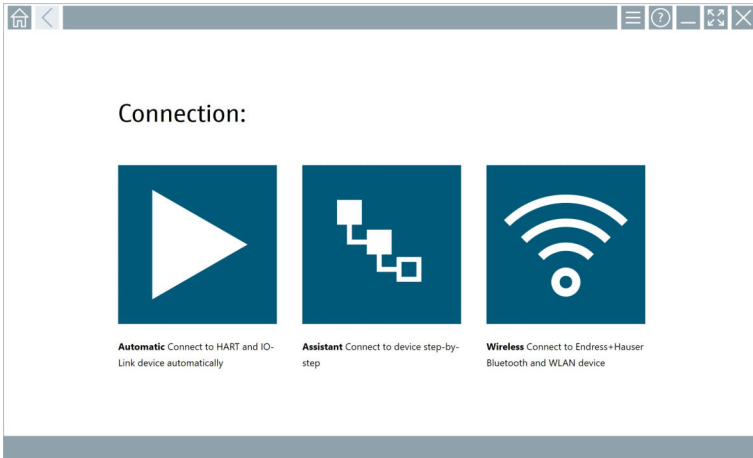 ?
Connection:
Automatic Connect to HART and IO-
Link device automatically
Assistant Connect to device step-by-
step
Wireless Connect to Endress+Hauser
Bluetooth and WLAN device